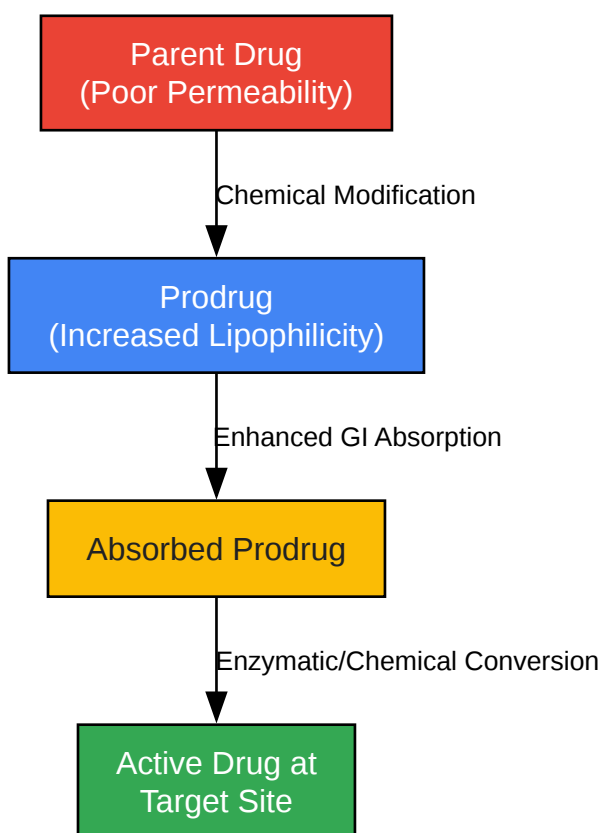 Parent Drug
(Poor Permeability)
Chemical Modification
Prodrug
(Increased Lipophilicity)
Enhanced GI Absorption
Absorbed Prodrug
Enzymatic/Chemical Conversion
Active Drug at
Target Site